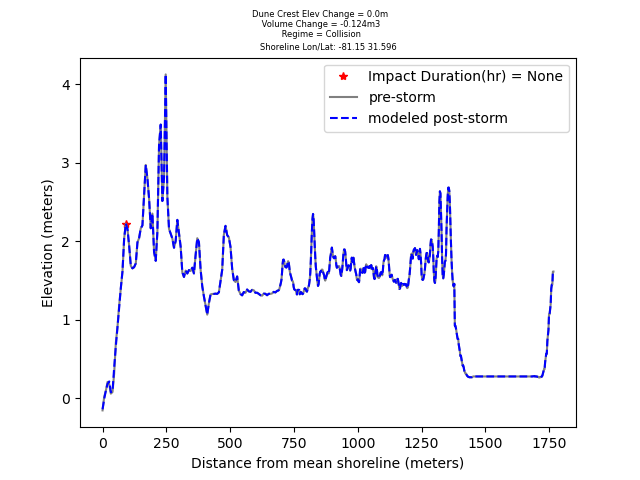 Dune Crest Elev Change = 0.0m
Volume Change = -0.124m3
Regime = Collision
Shoreline Lon/Lat: -81.15 31.596
Impact Duration(hr) = None
pre-storm
modeled post-storm
4
3
2
1
0
Elevation (meters)
0 250 500 750 1000 1250 1500 1750
Distance from mean shoreline (meters)